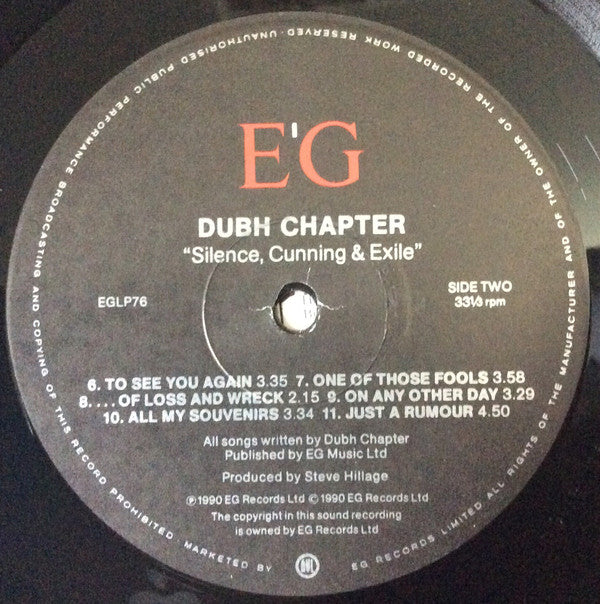 E'G
DUBH CHAPTER
"Silence, Cunning & Exile"
EGLP76
SIDE TWO
33⅓ rpm
6. TO SEE YOU AGAIN 3.35 7. ONE OF THOSE FOOLS 3.58
8. ... OF LOSS AND WRECK 2.15 9. ON ANY OTHER DAY 3.29
10. ALL MY SOUVENIRS 3.34 11. JUST A RUMOUR 4.50
All songs written by Dubh Chapter
Published by EG Music Ltd
Produced by Steve Hillage
℗ 1990 EG Records Ltd © 1990 EG Records Ltd
The copyright in this sound recording
is owned by EG Records Ltd
MARKETED BY EG RECORDS LIMITED ALL RIGHTS OF THE MANUFACTURER AND OF THE OWNER OF THE RECORDED WORK RESERVED · UNAUTHORISED PUBLIC PERFORMANCE BROADCASTING AND COPYING OF THIS RECORD PROHIBITED